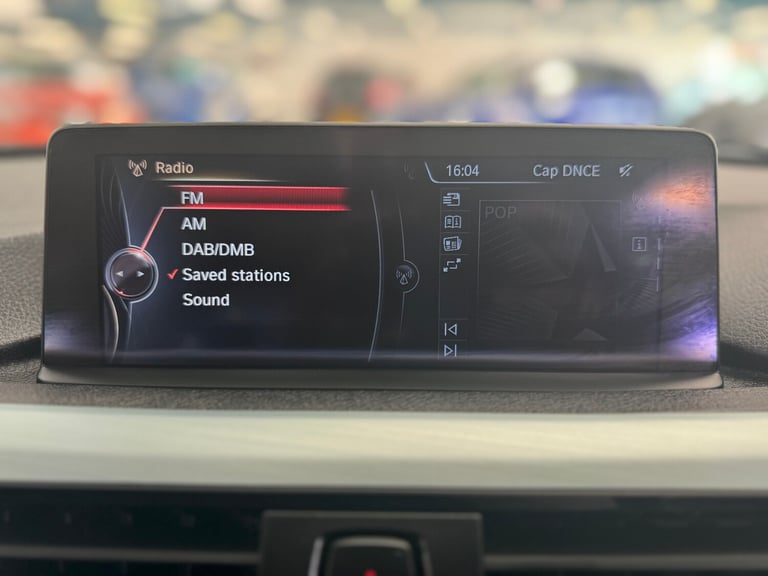 Radio
16:04 Cap DNCE
FM
AM
DAB/DMB
Saved stations
Sound
POP